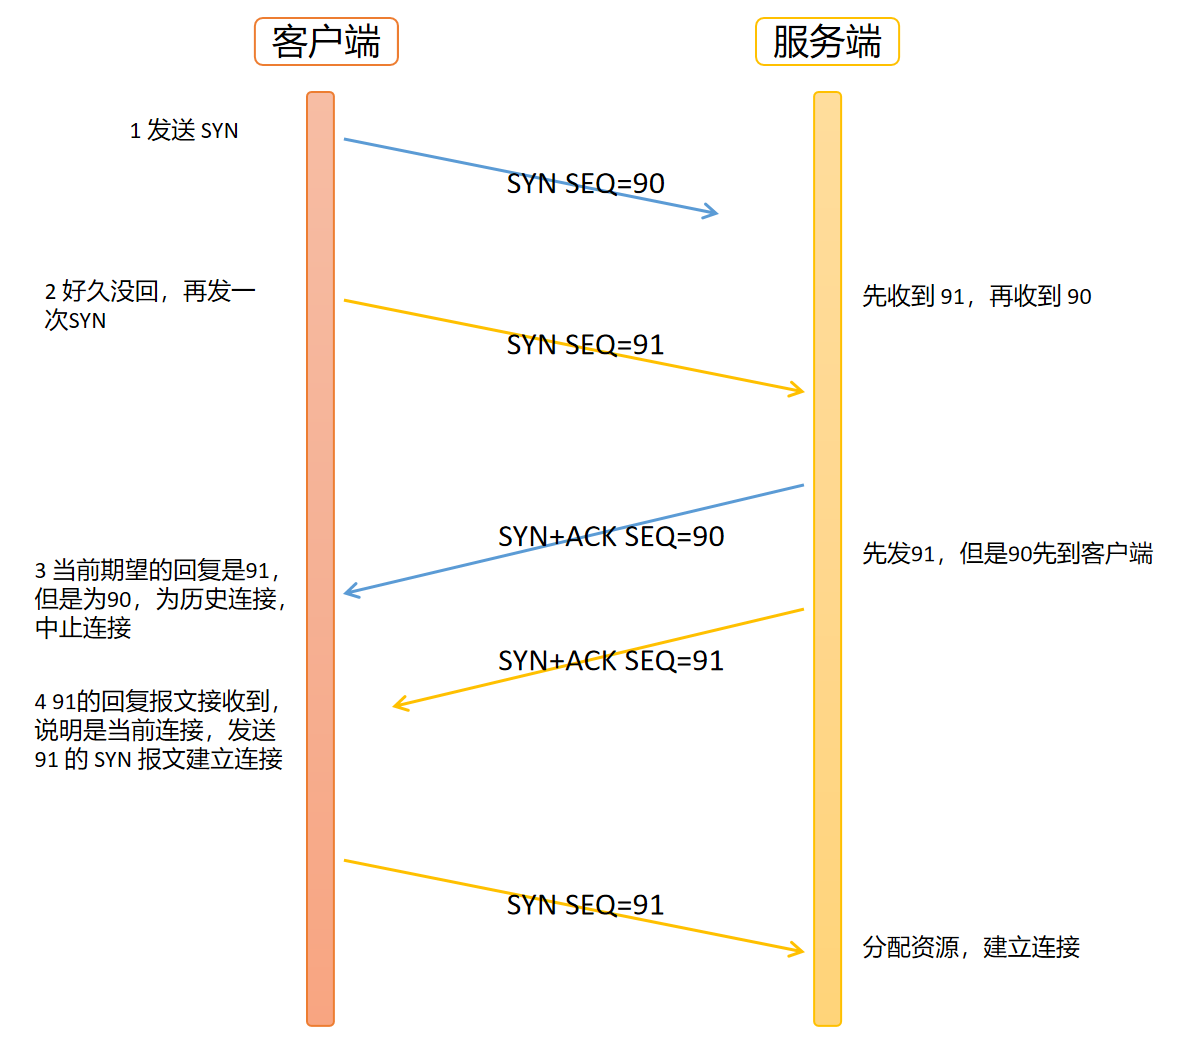 客户端
服务端
1 发送 SYN
SYN SEQ=90
2 好久没回，再发一
次SYN
先收到 91，再收到 90
SYN SEQ=91
SYN+ACK SEQ=90
先发91，但是90先到客户端
3 当前期望的回复是91，
但是为90，为历史连接，
中止连接
SYN+ACK SEQ=91
4 91的回复报文接收到，
说明是当前连接，发送
91 的 SYN 报文建立连接
SYN SEQ=91
分配资源，建立连接